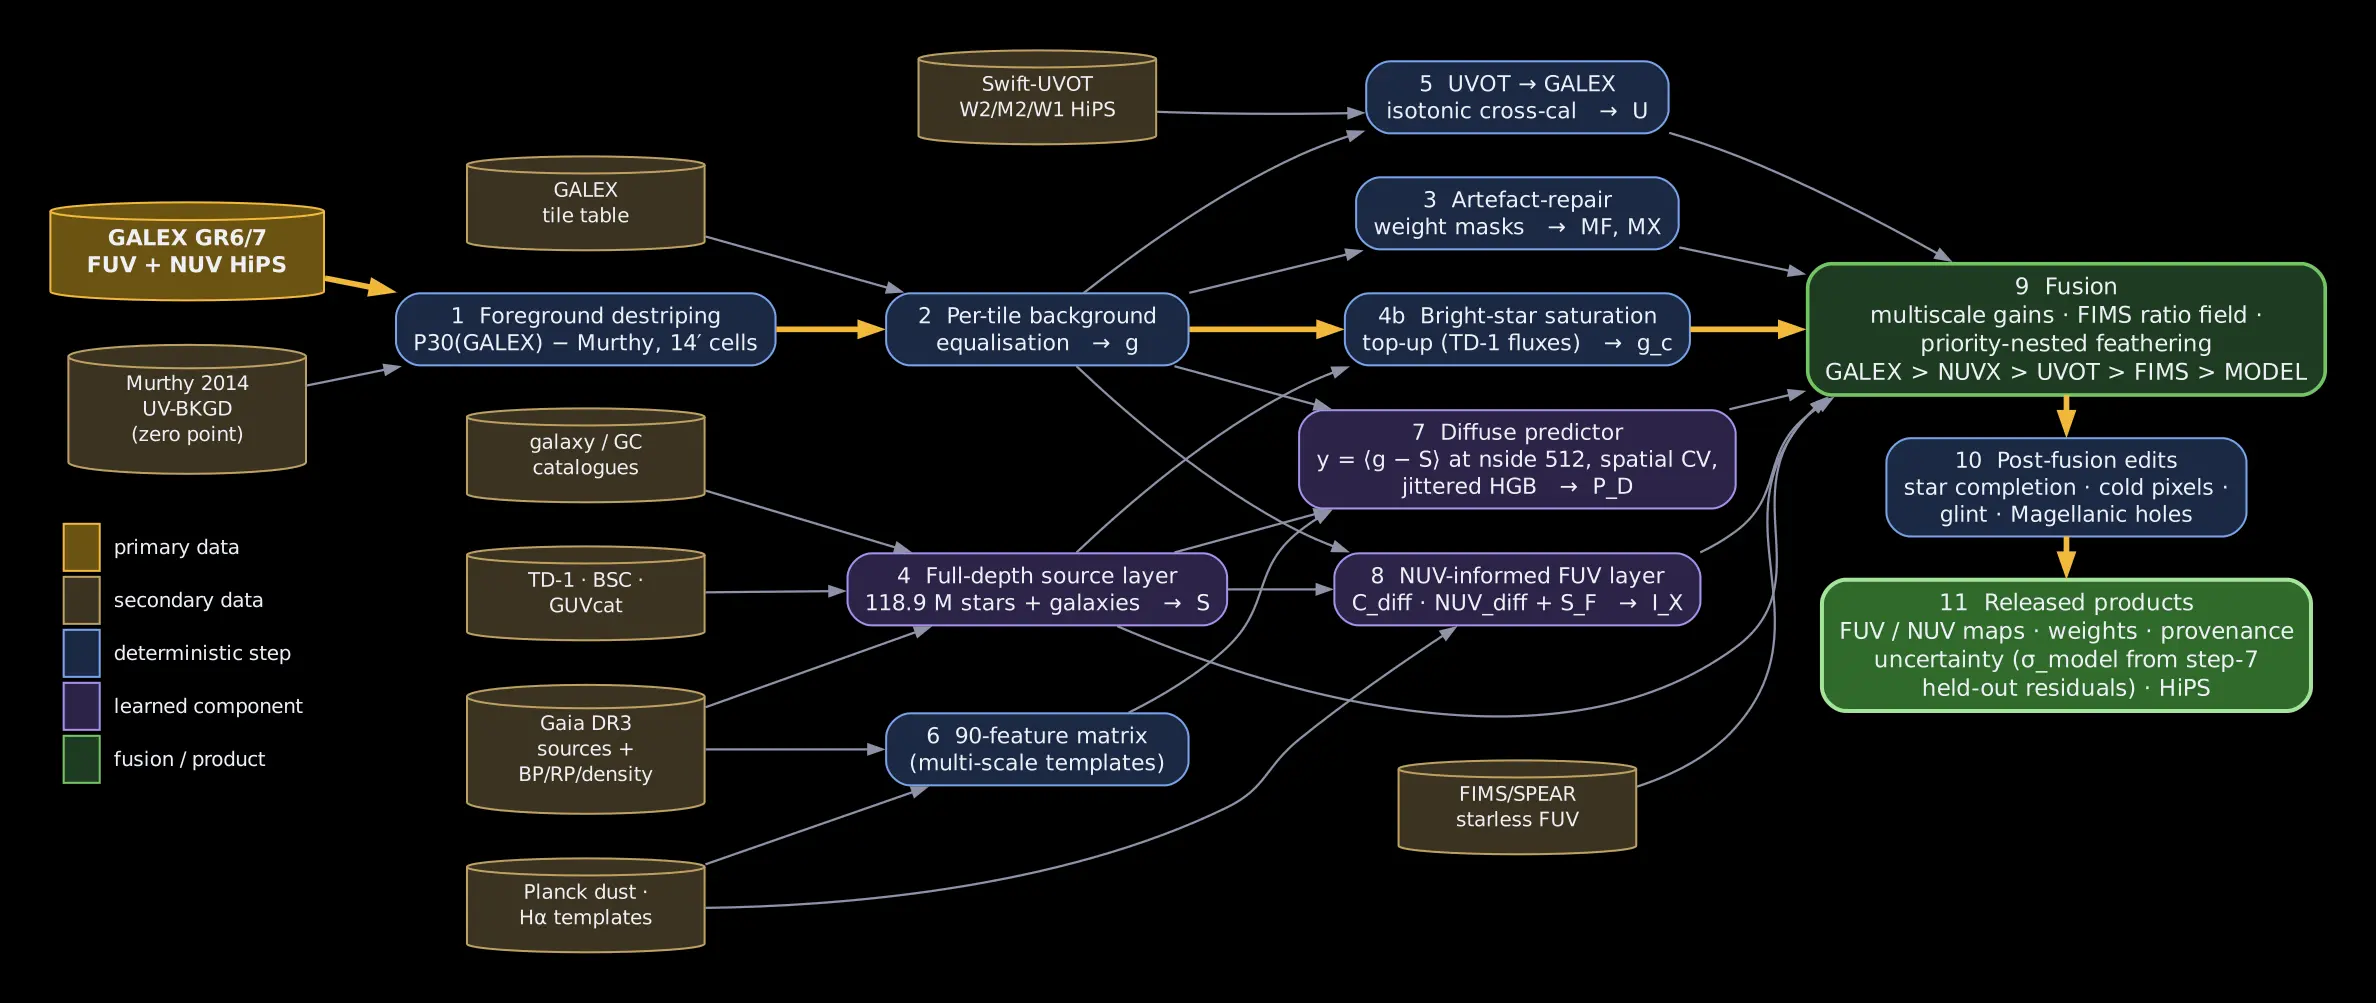 Swift-UVOT
W2/M2/W1 HiPS
5 UVOT → GALEX
isotonic cross-cal → U
GALEX
tile table
3 Artefact-repair
weight masks → MF, MX
GALEX GR6/7
FUV + NUV HiPS
1 Foreground destriping
P30(GALEX) − Murthy, 14′ cells
2 Per-tile background
equalisation → g
4b Bright-star saturation
top-up (TD-1 fluxes) → g_c
9 Fusion
multiscale gains · FIMS ratio field ·
priority-nested feathering
GALEX > NUVX > UVOT > FIMS > MODEL
Murthy 2014
UV-BKGD
(zero point)
galaxy / GC
catalogues
7 Diffuse predictor
y = ⟨g − S⟩ at nside 512, spatial CV,
jittered HGB → P_D
10 Post-fusion edits
star completion · cold pixels ·
glint · Magellanic holes
primary data
secondary data
deterministic step
learned component
fusion / product
TD-1 · BSC ·
GUVcat
4 Full-depth source layer
118.9 M stars + galaxies → S
8 NUV-informed FUV layer
C_diff · NUV_diff + S_F → I_X
11 Released products
FUV / NUV maps · weights · provenance
uncertainty (σ_model from step-7
held-out residuals) · HiPS
Gaia DR3
sources +
BP/RP/density
6 90-feature matrix
(multi-scale templates)
FIMS/SPEAR
starless FUV
Planck dust ·
Hα templates